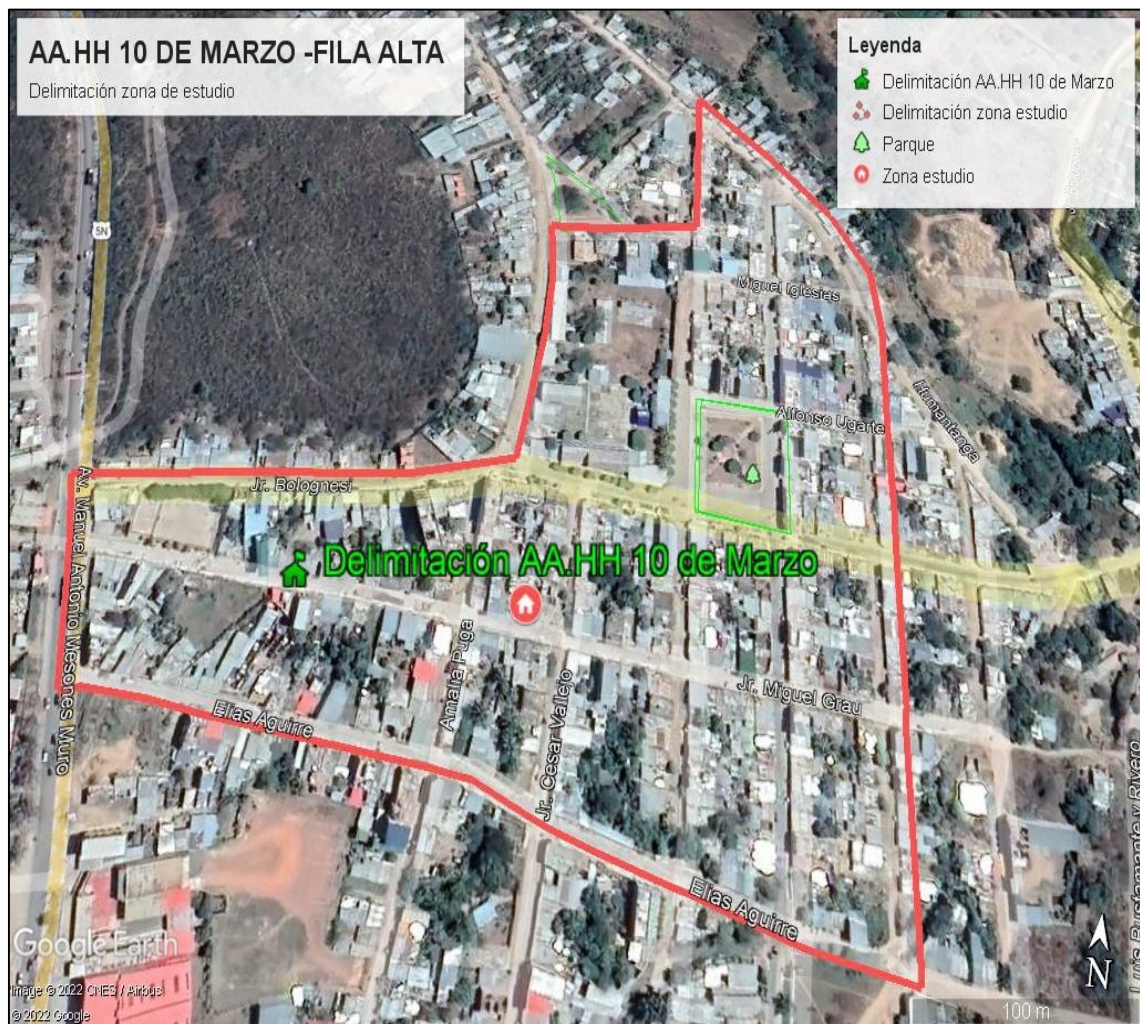 AA.HH 10 DE MARZO -FILA ALTA
Delimitación zona de estudio
Leyenda
Delimitación AA.HH 10 de Marzo
Delimitación zona estudio
Parque
Zona estudio
5N
Miguel Iglesias
Alfonso Ugarte
Humantanga
Jr. Bolognesi
Av. Manuel Antonio Mesones Muro
Delimitación AA.HH 10 de Marzo
Amalia Puga
Jr. Cesar Vallejo
Jr. Miguel Grau
Elias Aguirre
Elias Aguirre
Luis Bustamante y Rivero
Google Earth
N
Image © 2022 CNES / Airbus
© 2022 Google
100 m